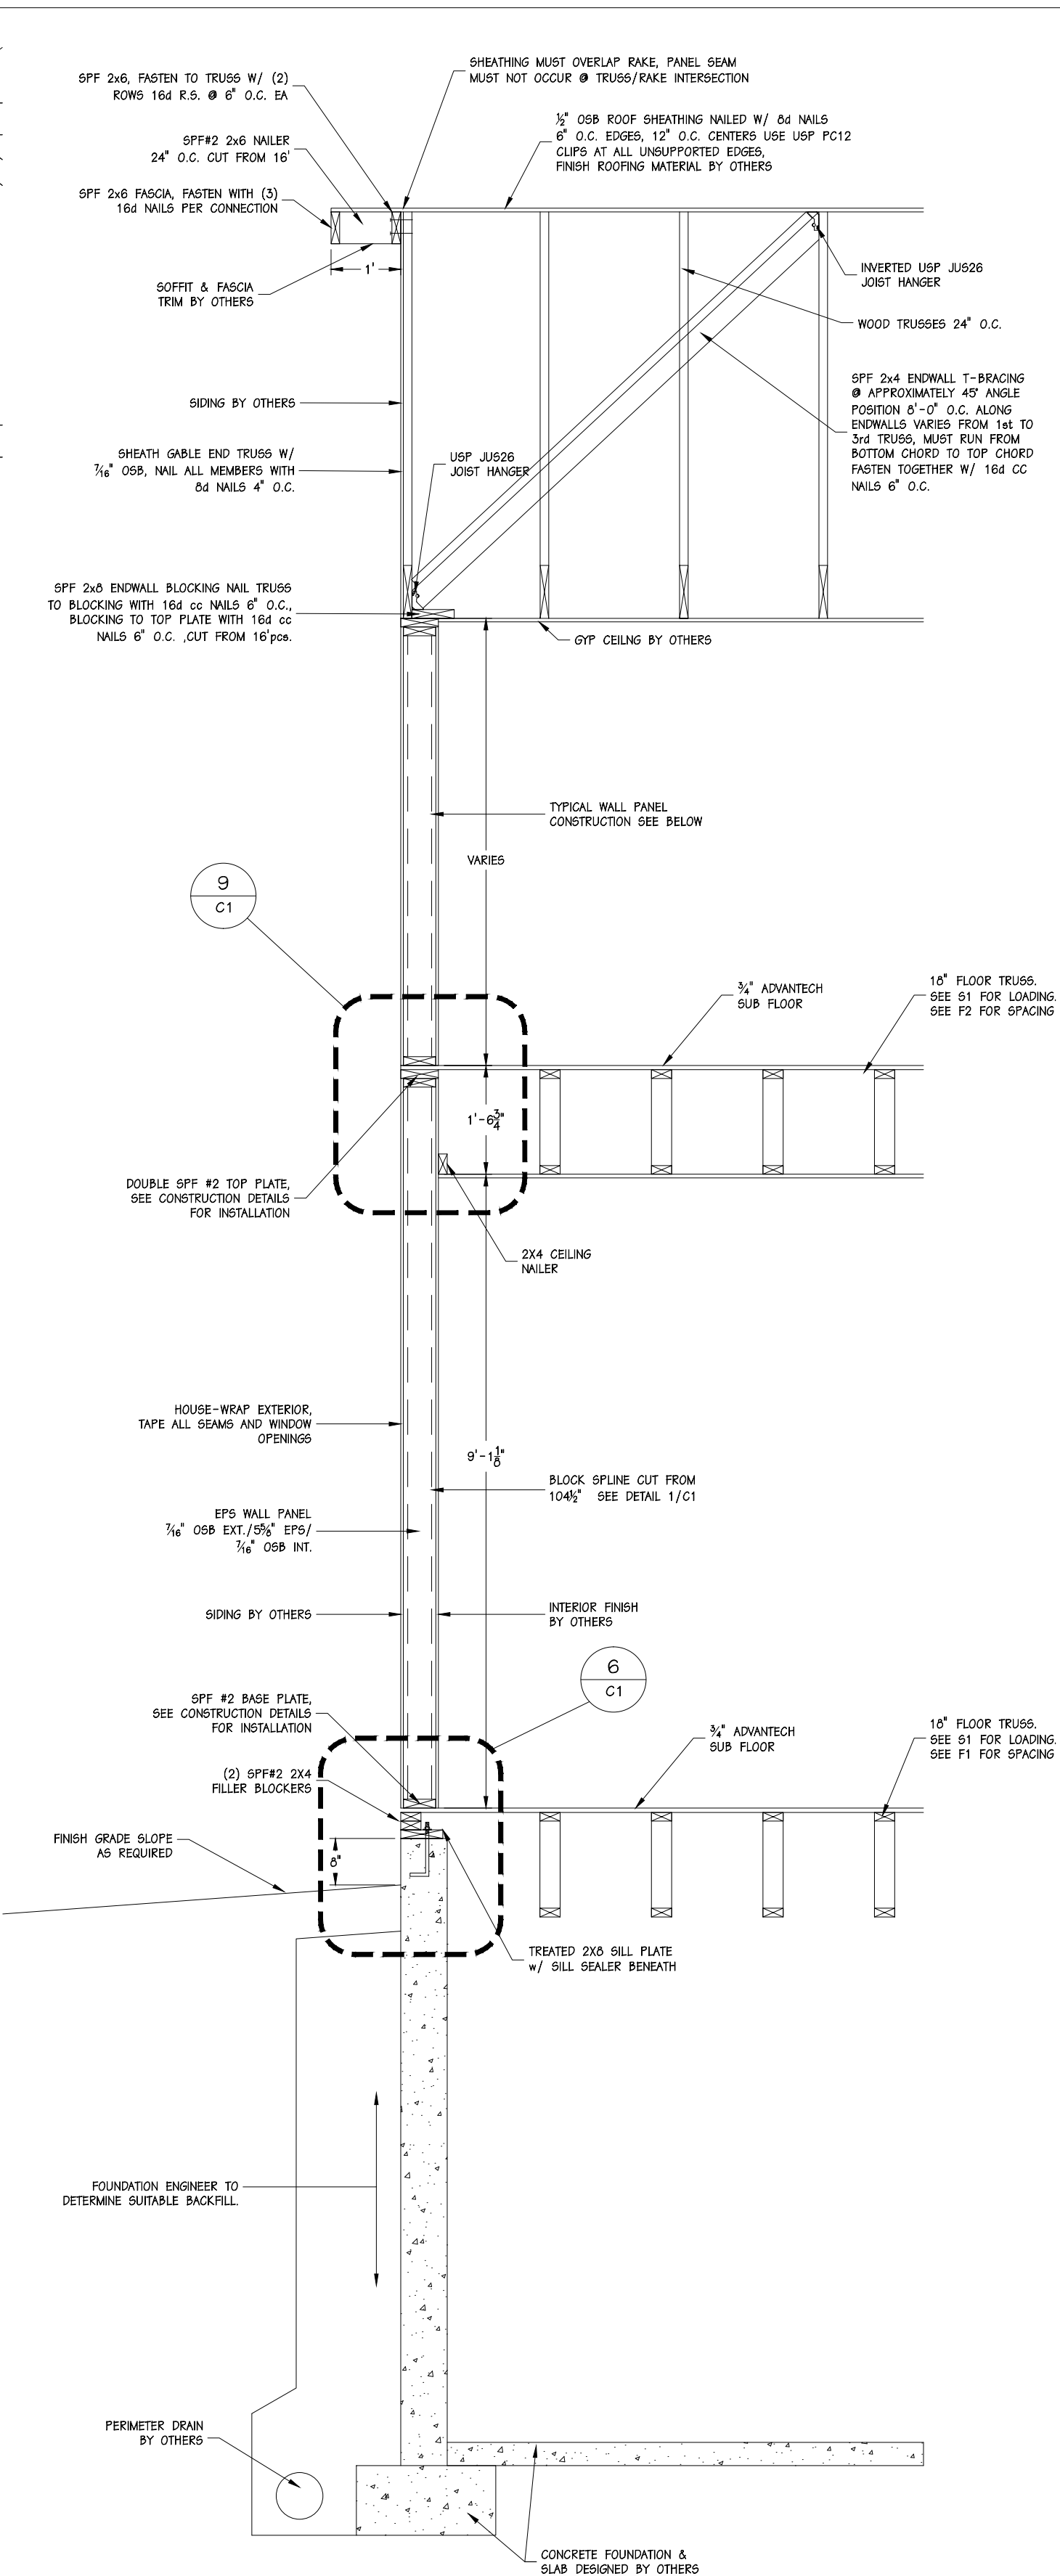 SHEATHING MUST OVERLAP RAKE, PANEL SEAM
MUST NOT OCCUR @ TRUSS/RAKE INTERSECTION
SPF 2x6, FASTEN TO TRUSS W/ (2)
ROWS 16d R.S. @ 6" O.C. EA
½" OSB ROOF SHEATHING NAILED W/ 8d NAILS
6" O.C. EDGES, 12" O.C. CENTERS USE USP PC12
CLIPS AT ALL UNSUPPORTED EDGES,
FINISH ROOFING MATERIAL BY OTHERS
SPF#2 2x6 NAILER
24" O.C. CUT FROM 16'
SPF 2x6 FASCIA, FASTEN WITH (3)
16d NAILS PER CONNECTION
1'
SOFFIT & FASCIA
TRIM BY OTHERS
INVERTED USP JUS26
JOIST HANGER
WOOD TRUSSES 24" O.C.
SPF 2x4 ENDWALL T-BRACING
@ APPROXIMATELY 45° ANGLE
POSITION 8'-0" O.C. ALONG
ENDWALLS VARIES FROM 1st TO
3rd TRUSS, MUST RUN FROM
BOTTOM CHORD TO TOP CHORD
FASTEN TOGETHER W/ 16d CC
NAILS 6" O.C.
SIDING BY OTHERS
SHEATH GABLE END TRUSS W/
7/16" OSB, NAIL ALL MEMBERS WITH
8d NAILS 4" O.C.
USP JUS26
JOIST HANGER
SPF 2x8 ENDWALL BLOCKING NAIL TRUSS
TO BLOCKING WITH 16d cc NAILS 6" O.C.,
BLOCKING TO TOP PLATE WITH 16d cc
NAILS 6" O.C. ,CUT FROM 16'pcs.
GYP CEILNG BY OTHERS
TYPICAL WALL PANEL
CONSTRUCTION SEE BELOW
VARIES
9
C1
¾" ADVANTECH
SUB FLOOR
18" FLOOR TRUSS.
SEE S1 FOR LOADING.
SEE F2 FOR SPACING
1'-6¾"
DOUBLE SPF #2 TOP PLATE,
SEE CONSTRUCTION DETAILS
FOR INSTALLATION
2X4 CEILING
NAILER
HOUSE-WRAP EXTERIOR,
TAPE ALL SEAMS AND WINDOW
OPENINGS
9'-1⅛"
BLOCK SPLINE CUT FROM
104½" SEE DETAIL 1/C1
EPS WALL PANEL
7/16" OSB EXT./5⅝" EPS/
7/16" OSB INT.
SIDING BY OTHERS
INTERIOR FINISH
BY OTHERS
6
C1
SPF #2 BASE PLATE,
SEE CONSTRUCTION DETAILS
FOR INSTALLATION
¾" ADVANTECH
SUB FLOOR
18" FLOOR TRUSS.
SEE S1 FOR LOADING.
SEE F1 FOR SPACING
(2) SPF#2 2X4
FILLER BLOCKERS
FINISH GRADE SLOPE
AS REQUIRED
8"
TREATED 2X8 SILL PLATE
w/ SILL SEALER BENEATH
FOUNDATION ENGINEER TO
DETERMINE SUITABLE BACKFILL.
PERIMETER DRAIN
BY OTHERS
CONCRETE FOUNDATION &
SLAB DESIGNED BY OTHERS